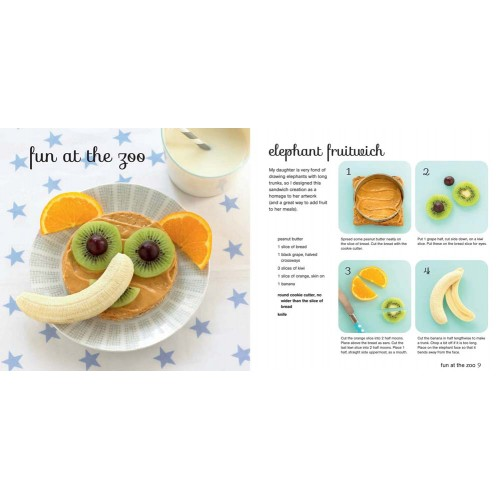 fun at the zoo
elephant fruitwich
My daughter is very fond of
drawing elephants with long
trunks, so I designed this
sandwich creation as a
homage to her artwork
(and a great way to add fruit
to her meals).
peanut butter
1 slice of bread
1 black grape, halved
crossways
3 slices of kiwi
1 slice of orange, skin on
1 banana
round cookie cutter, no
wider than the slice of
bread
knife
1
Spread some peanut butter neatly on
the slice of bread. Cut the bread with the
cookie cutter.
2
Put 1 grape half, cut side down, on a kiwi
slice. Put these on the bread slice for eyes.
3
Cut the orange slice into 2 half moons.
Place above the bread as ears. Cut the
last kiwi slice into 2 half moons. Place 1
half, straight side uppermost, as a mouth.
4
Cut the banana in half lengthwise to make
a trunk. Chop a bit off if it is too long.
Place on the elephant face so that it
bends away from the face.
fun at the zoo 9